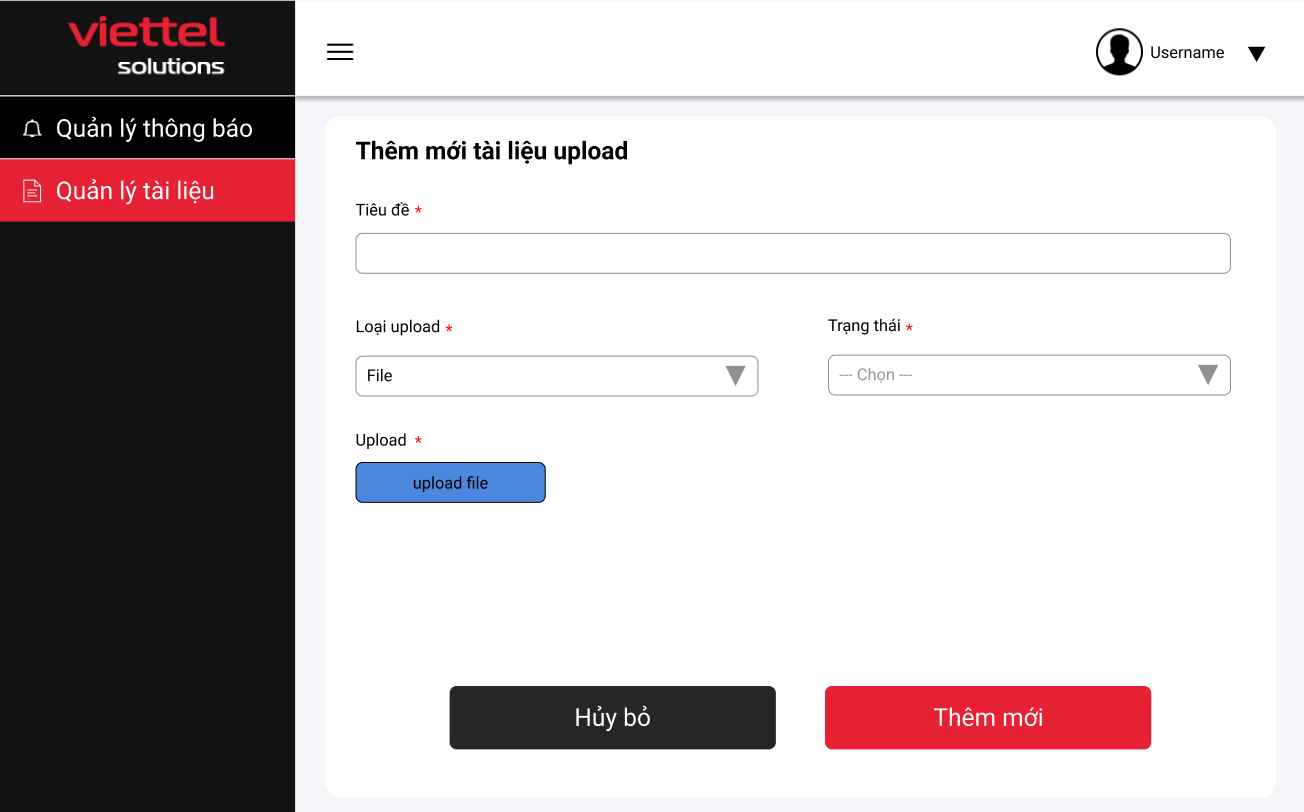 viettel
solutions
Username
Quản lý thông báo
Quản lý tài liệu
Thêm mới tài liệu upload
Tiêu đề *
Loại upload *
Trạng thái *
File
--- Chọn ---
Upload *
upload file
Hủy bỏ
Thêm mới